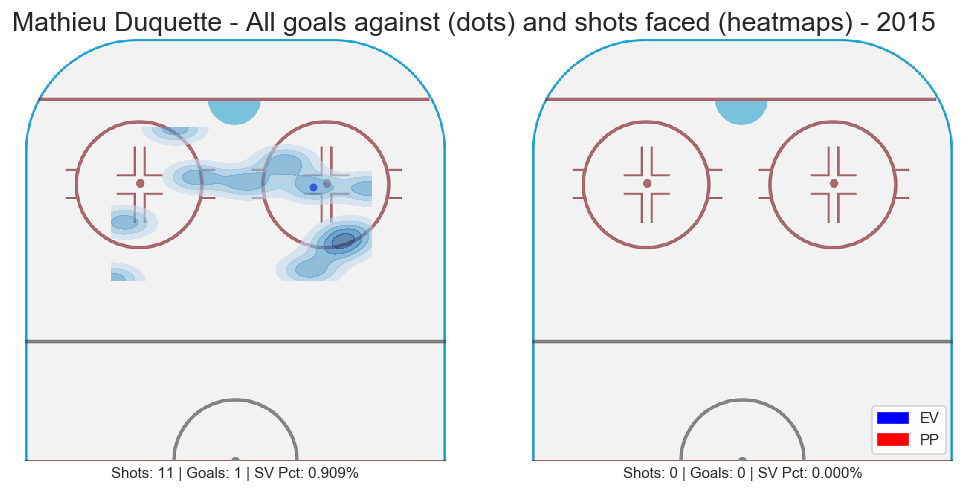 Mathieu Duquette - All goals against (dots) and shots faced (heatmaps) - 2015
EV
PP
Shots: 11 | Goals: 1 | SV Pct: 0.909%
Shots: 0 | Goals: 0 | SV Pct: 0.000%